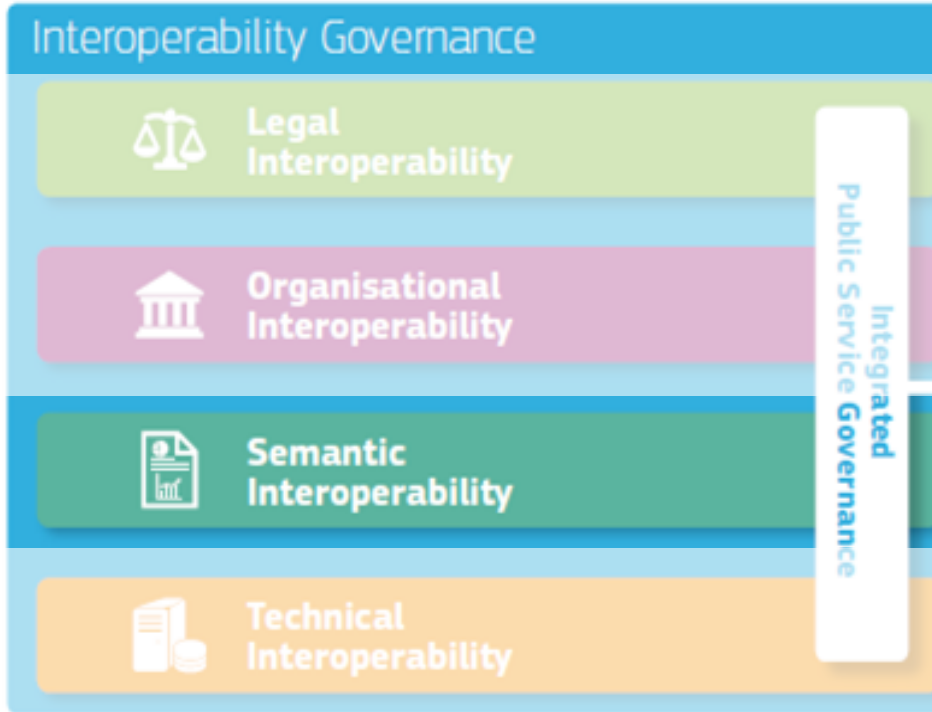 Interoperability Governance
Legal
Interoperability
Organisational
Interoperability
Semantic
Interoperability
Technical
Interoperability
Integrated
Public Service Governance